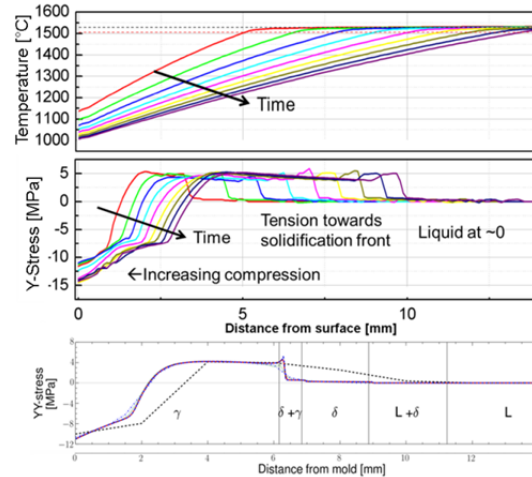 Temperature [°C]
1600
1500
1400
1300
1200
1100
1000
Time
Y-Stress [MPa]
10
5
0
-5
-10
-15
Time
Tension towards
solidification front
Liquid at ~0
←Increasing compression
0 5 10
Distance from surface [mm]
YY-stress
[MPa]
8
4
0
-4
-8
-12
γ
δ+γ
δ
L+δ
L
0 2 4 6 8 10 12
Distance from mold [mm]